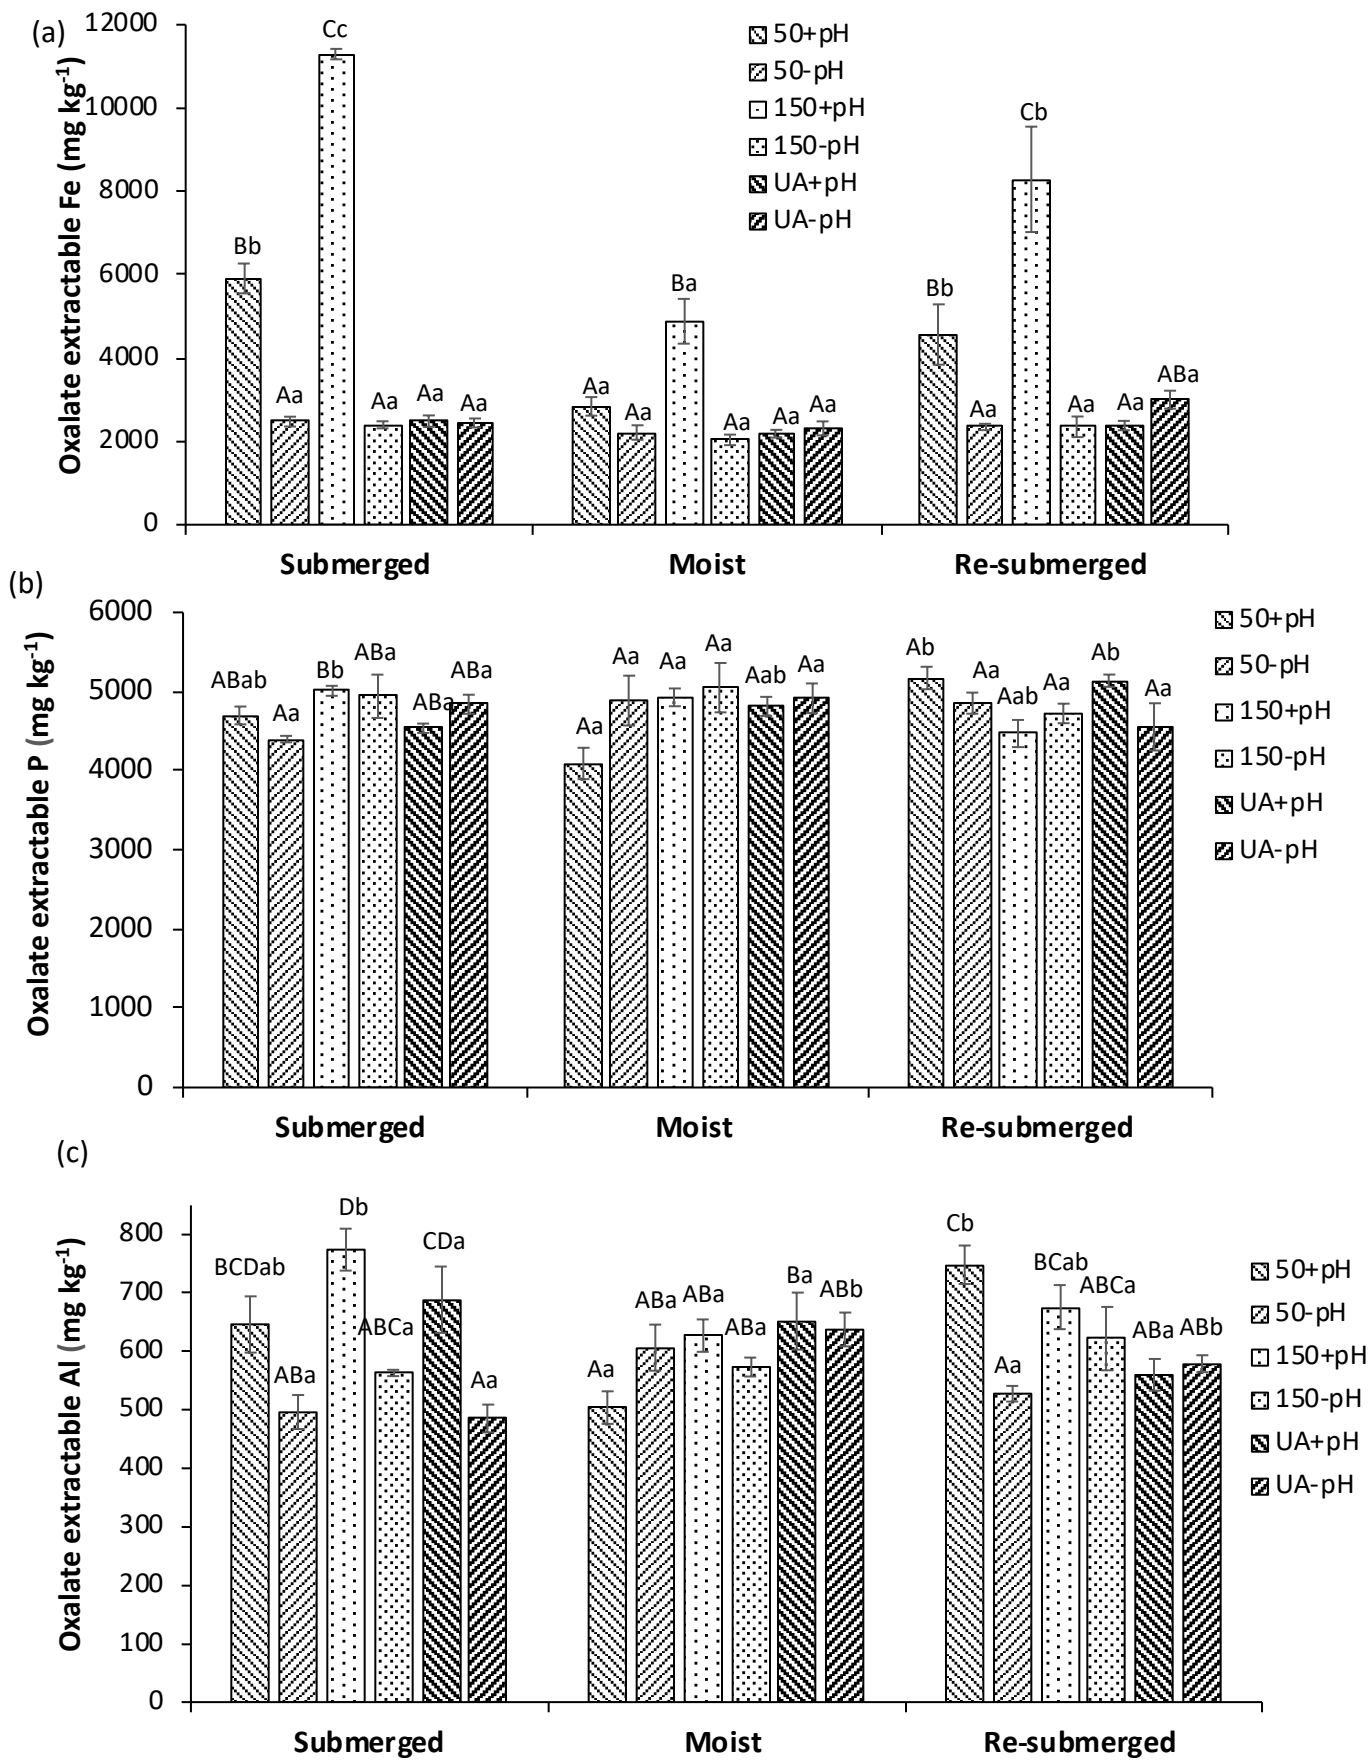 (a)
Oxalate extractable Fe (mg kg-1)
12000
10000
8000
6000
4000
2000
0
Bb
Aa
Cc
Aa
Aa
Aa
Aa
Aa
Ba
Aa
Aa
Aa
Bb
Aa
Cb
Aa
Aa
ABa
50+pH
50-pH
150+pH
150-pH
UA+pH
UA-pH
Submerged
Moist
Re-submerged
(b)
Oxalate extractable P (mg kg-1)
6000
5000
4000
3000
2000
1000
0
ABab
Aa
Bb
ABa
ABa
ABa
Aa
Aa
Aa
Aa
Aab
Aa
Ab
Aa
Aab
Aa
Ab
Aa
50+pH
50-pH
150+pH
150-pH
UA+pH
UA-pH
Submerged
Moist
Re-submerged
(c)
Oxalate extractable Al (mg kg-1)
800
700
600
500
400
300
200
100
0
BCDab
ABa
Db
ABCa
CDa
Aa
Aa
ABa
ABa
ABa
Ba
ABb
Cb
Aa
BCab
ABCa
ABa
ABb
50+pH
50-pH
150+pH
150-pH
UA+pH
UA-pH
Submerged
Moist
Re-submerged